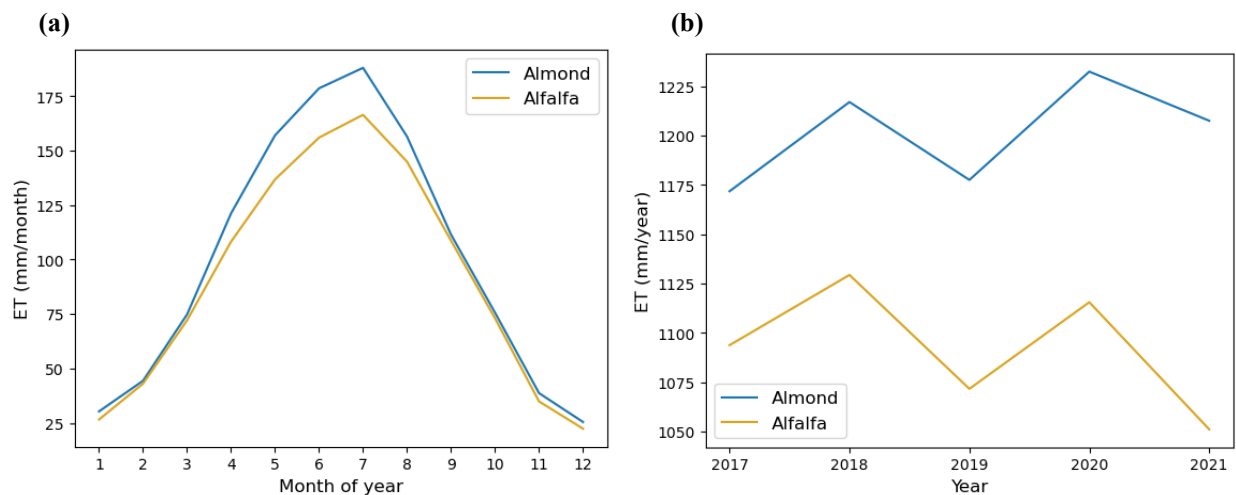 (a)
Almond
Alfalfa
175
150
125
100
75
50
25
ET (mm/month)
1 2 3 4 5 6 7 8 9 10 11 12
Month of year
(b)
1225
1200
1175
1150
1125
1100
1075
1050
ET (mm/year)
Almond
Alfalfa
2017 2018 2019 2020 2021
Year